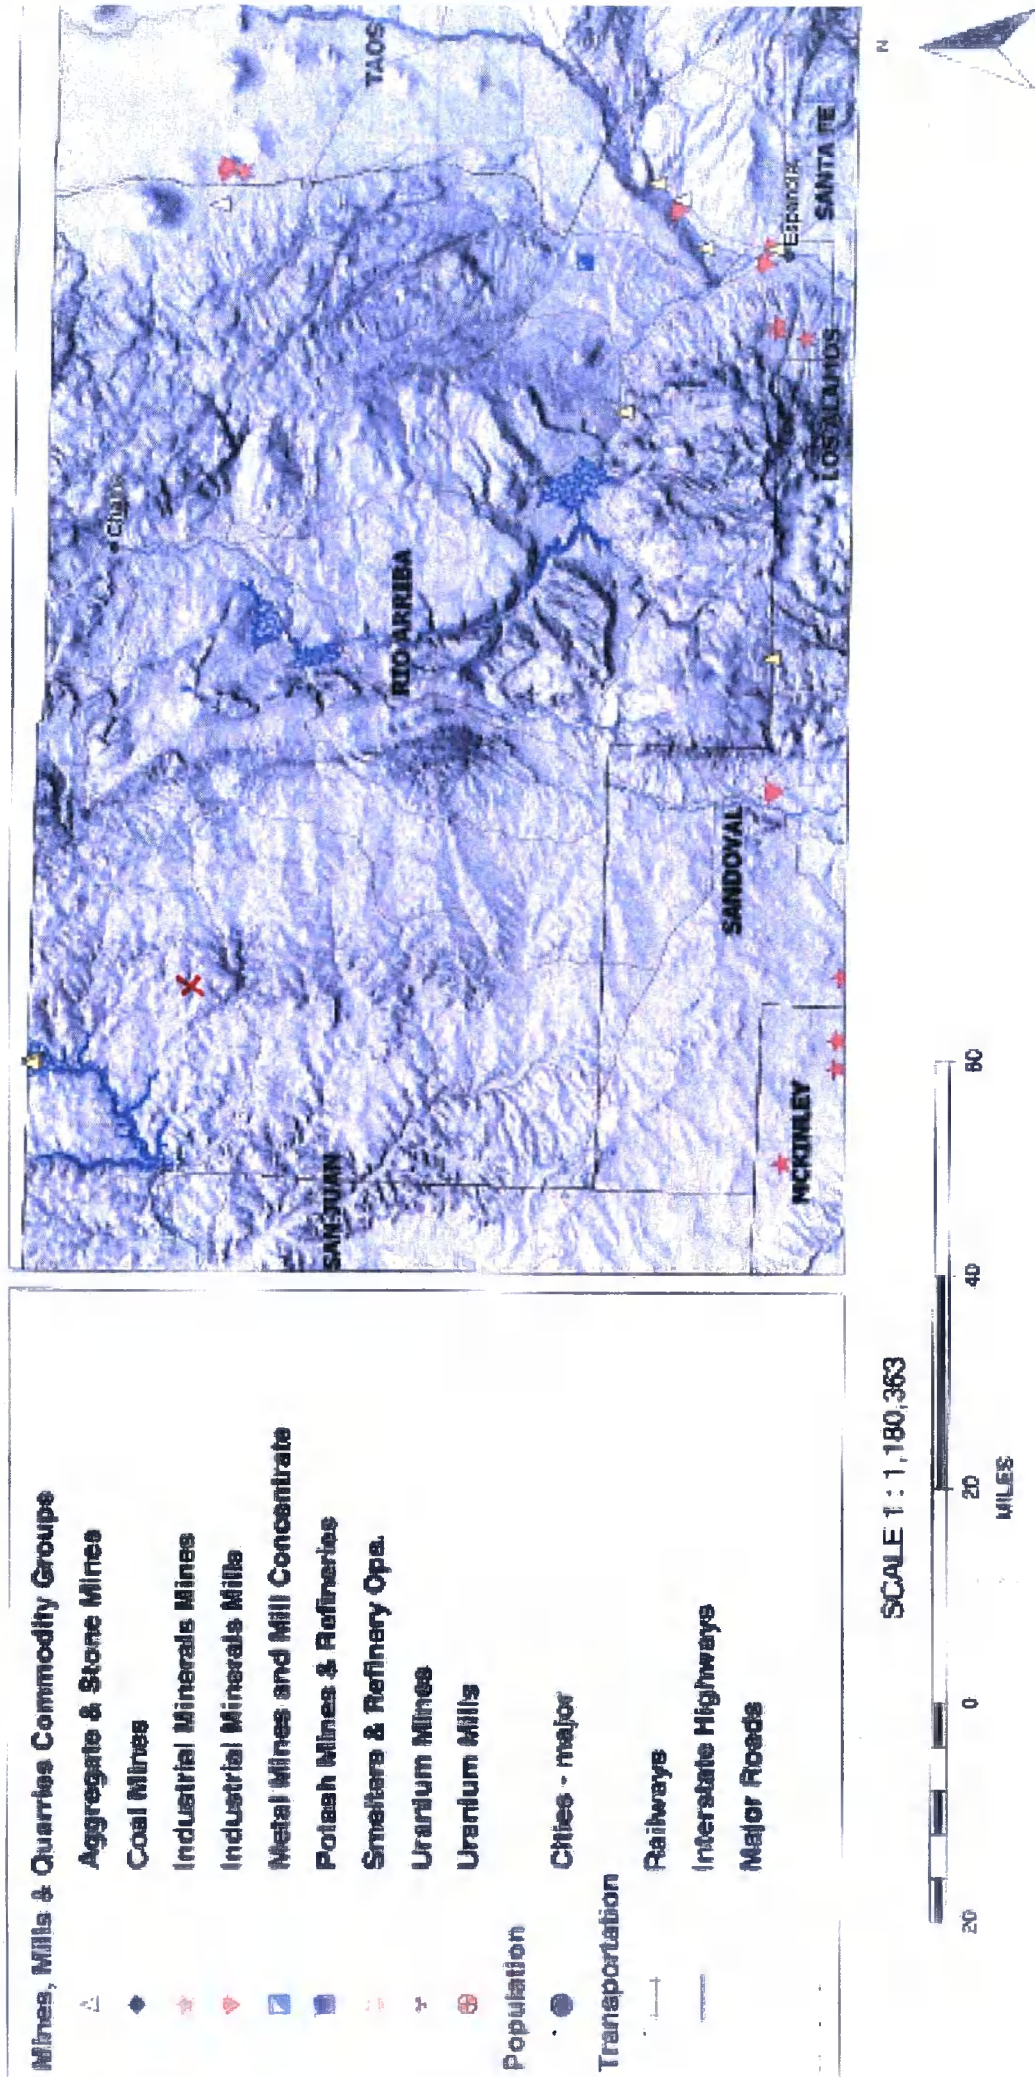 Mines, Mills & Quarries Commodity Groups
Aggregate & Stone Mines
Coal Mines
Industrial Minerals Mines
Industrial Minerals Mills
Metal Mines and Mill Concentrate
Potash Mines & Refineries
Smelters & Refinery Ops.
Uranium Mines
Uranium Mills
Population
Cities - major
Transportation
Railways
Interstate Highways
Major Roads
Chama
TAOS
RIO ARRIBA
SAN JUAN
Espanola
SANTA FE
LOS ALAMOS
SANDOVAL
MCKINLEY
N
SCALE 1 : 1,180,363
20 0 20 40 60
MILES